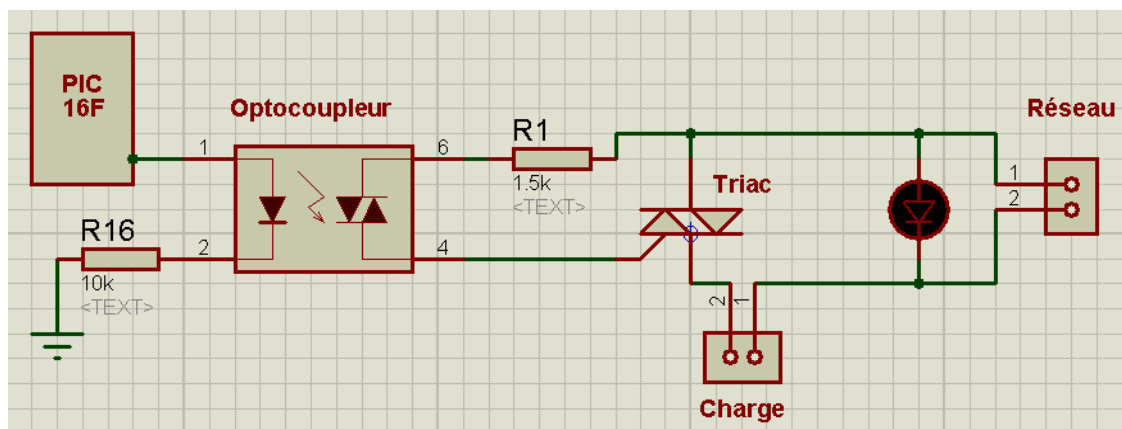 PIC
16F
Optocoupleur
R1
Réseau
1
6
1.5k
<TEXT>
Triac
1
2
R16
2
4
10k
<TEXT>
2
1
Charge